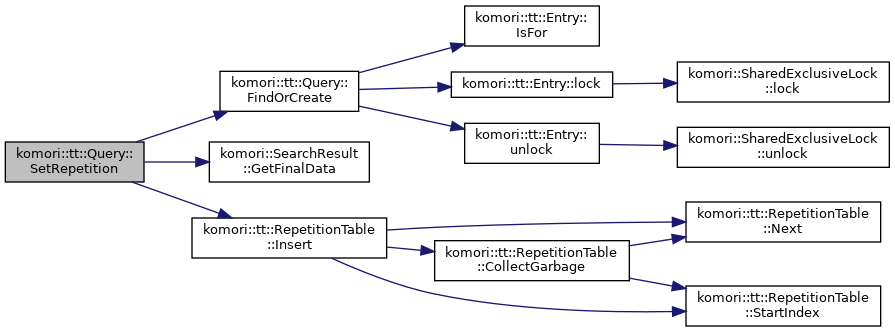 komori::tt::Query::
SetRepetition
komori::tt::Query::
FindOrCreate
komori::tt::Entry::
IsFor
komori::tt::Entry::lock
komori::SharedExclusiveLock
::lock
komori::tt::Entry::
unlock
komori::SharedExclusiveLock
::unlock
komori::SearchResult
::GetFinalData
komori::tt::RepetitionTable
::Insert
komori::tt::RepetitionTable
::CollectGarbage
komori::tt::RepetitionTable
::Next
komori::tt::RepetitionTable
::StartIndex